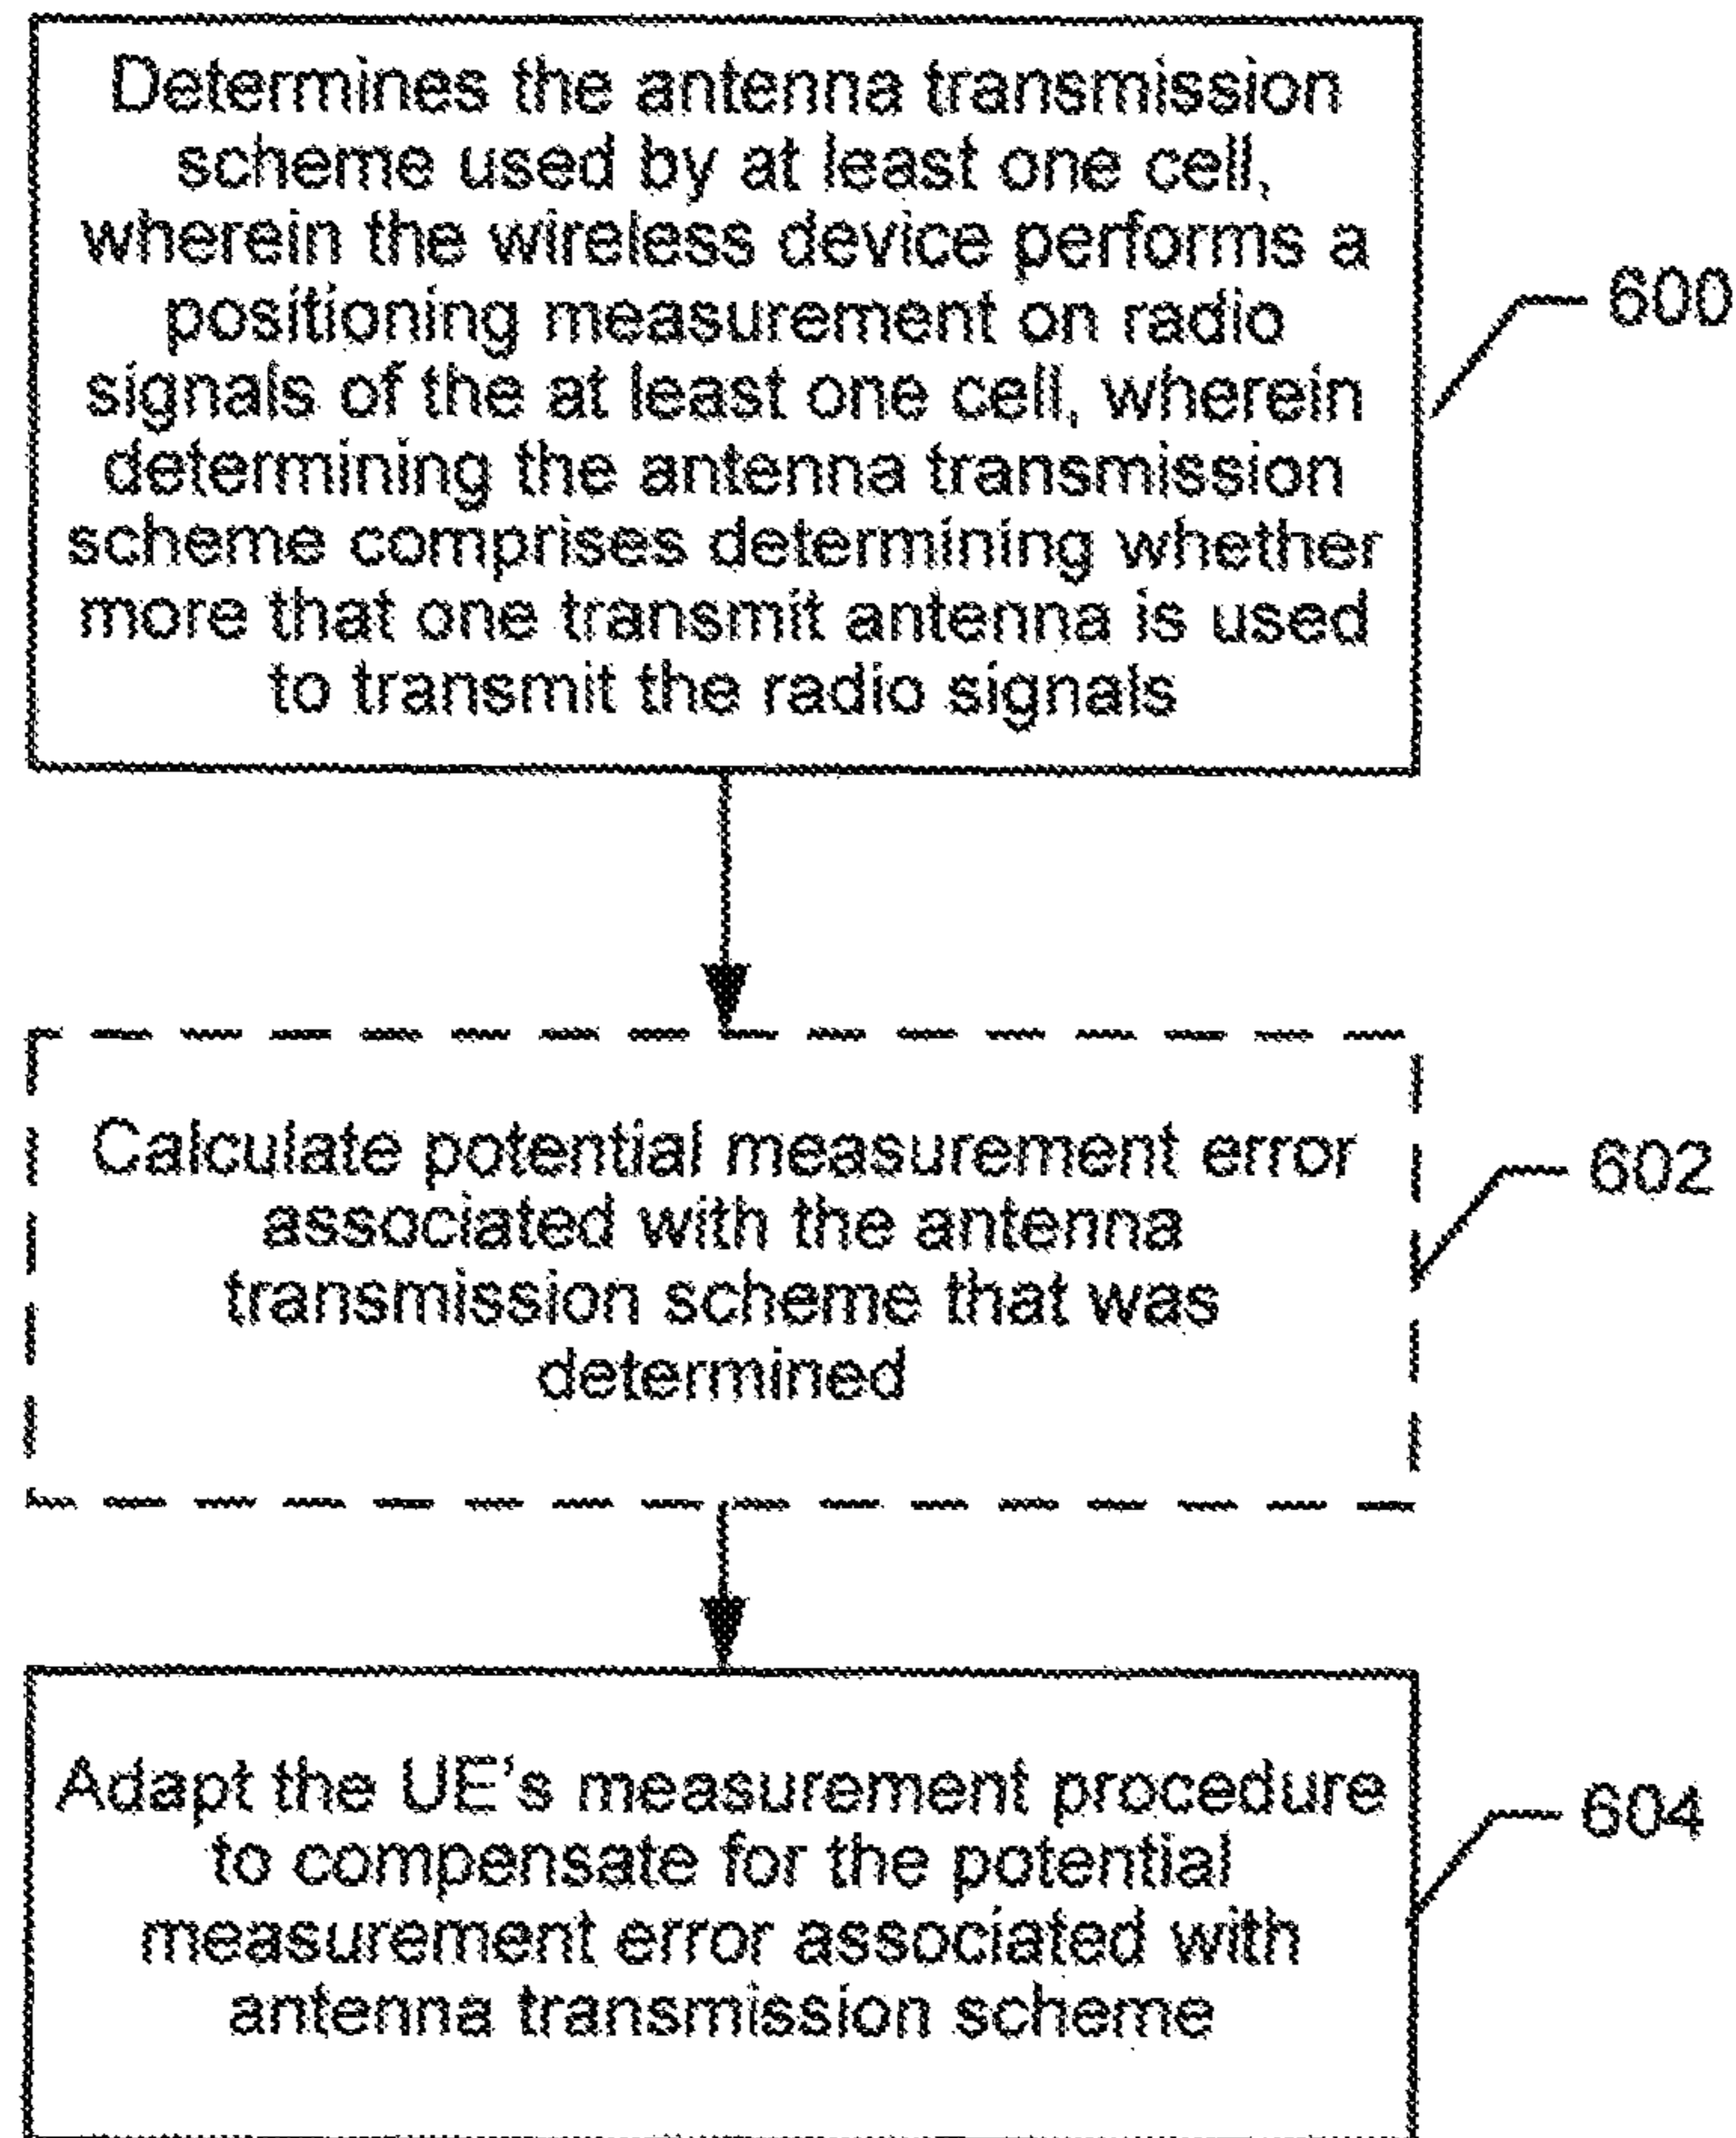 Determines the antenna transmission
scheme used by at least one cell,
wherein the wireless device performs a
positioning measurement on radio
signals of the at least one cell, wherein
determining the antenna transmission
scheme comprises determining whether
more that one transmit antenna is used
to transmit the radio signals
600
Calculate potential measurement error
associated with the antenna
transmission scheme that was
determined
602
Adapt the UE's measurement procedure
to compensate for the potential
measurement error associated with
antenna transmission scheme
604